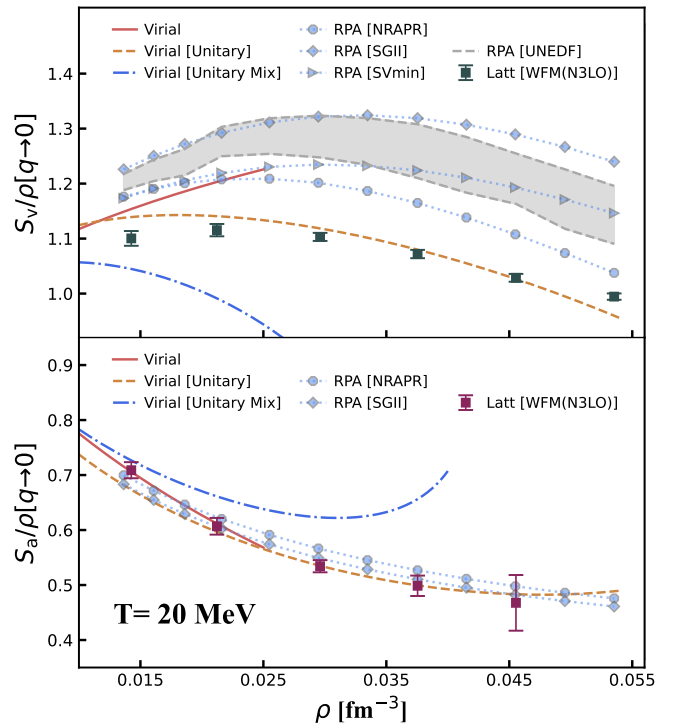 Virial
Virial [Unitary]
Virial [Unitary Mix]
RPA [NRAPR]
RPA [SGII]
RPA [SVmin]
RPA [UNEDF]
Latt [WFM(N3LO)]
S_v/ρ[q→0]
1.4
1.3
1.2
1.1
1.0
Virial
Virial [Unitary]
Virial [Unitary Mix]
RPA [NRAPR]
RPA [SGII]
Latt [WFM(N3LO)]
S_a/ρ[q→0]
0.9
0.8
0.7
0.6
0.5
0.4
T= 20 MeV
0.015 0.025 0.035 0.045 0.055
ρ [fm⁻³]